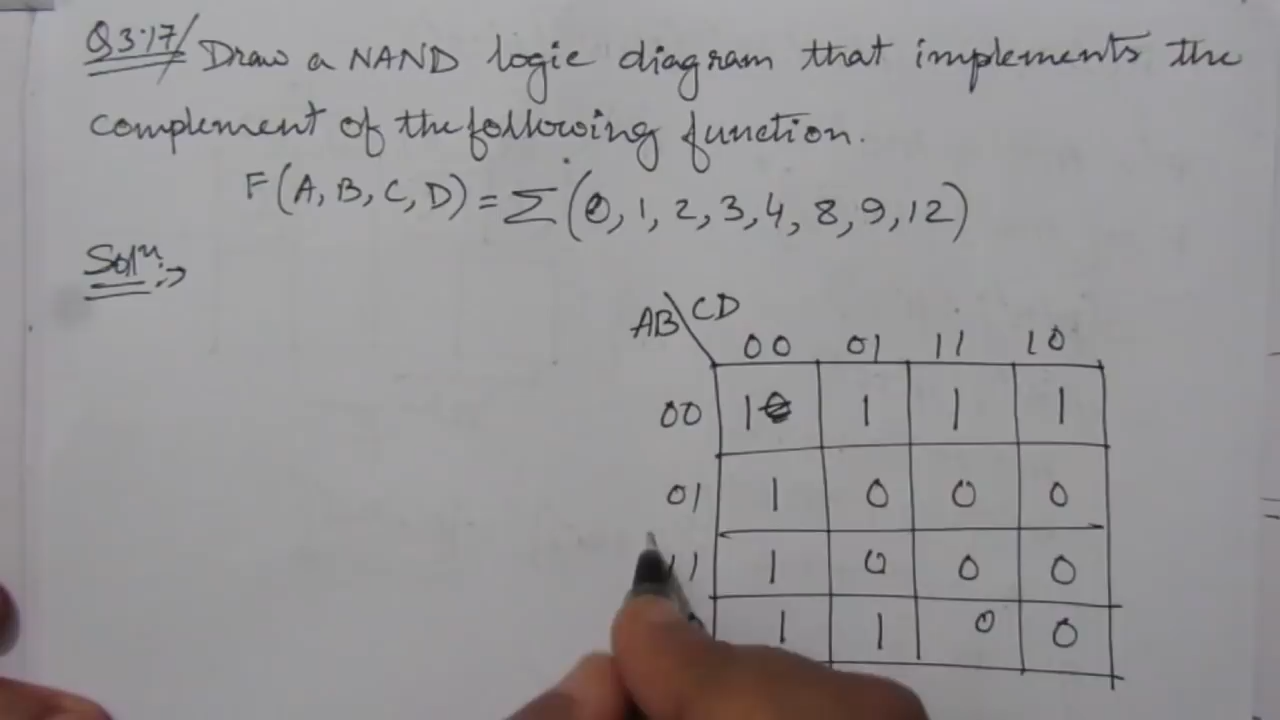 Q3.17/ Draw a NAND logic diagram that implements the
complement of the following function.
F(A, B, C, D) = Σ(0, 1, 2, 3, 4, 8, 9, 12)
Solⁿ:->
AB\CD
00 01 11 10
00 1 1 1 1
01 1 0 0 0
11 1 0 0 0
1 1 0 0